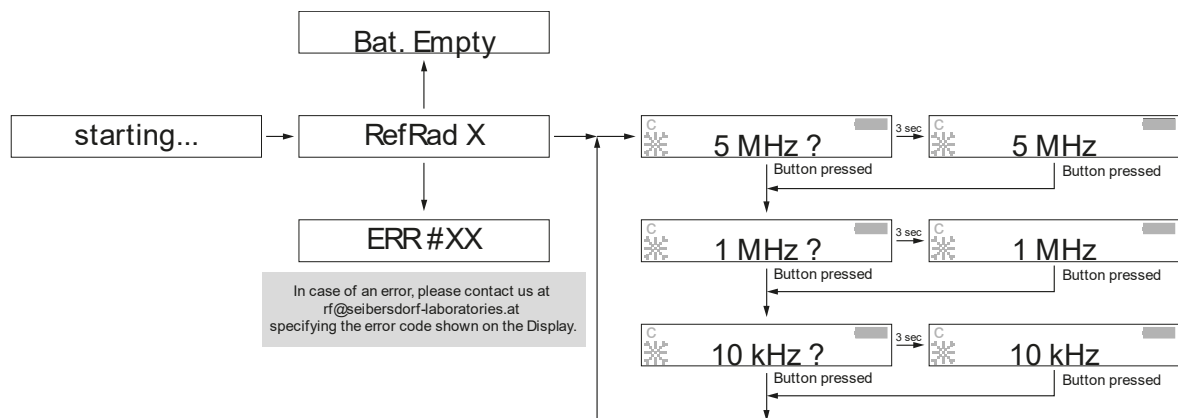 Bat. Empty
starting...
RefRad X
C
5 MHz ?
3 sec
C
5 MHz
Button pressed
Button pressed
ERR #XX
C
1 MHz ?
3 sec
C
1 MHz
Button pressed
Button pressed
In case of an error, please contact us at
rf@seibersdorf-laboratories.at
specifying the error code shown on the Display.
C
10 kHz ?
3 sec
C
10 kHz
Button pressed
Button pressed